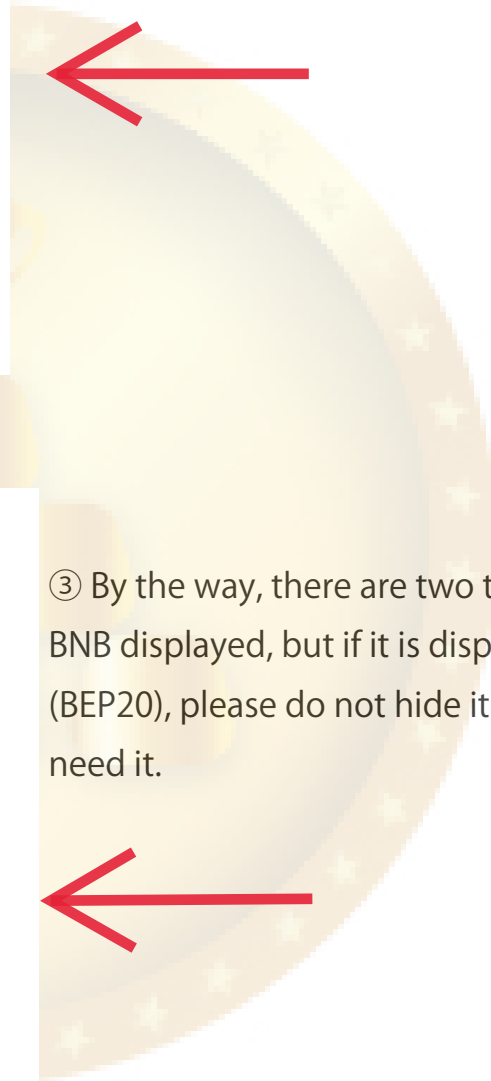 ③ By the way, there are two
BNB displayed, but if it is
(BEP20), please do not hide it
need it.